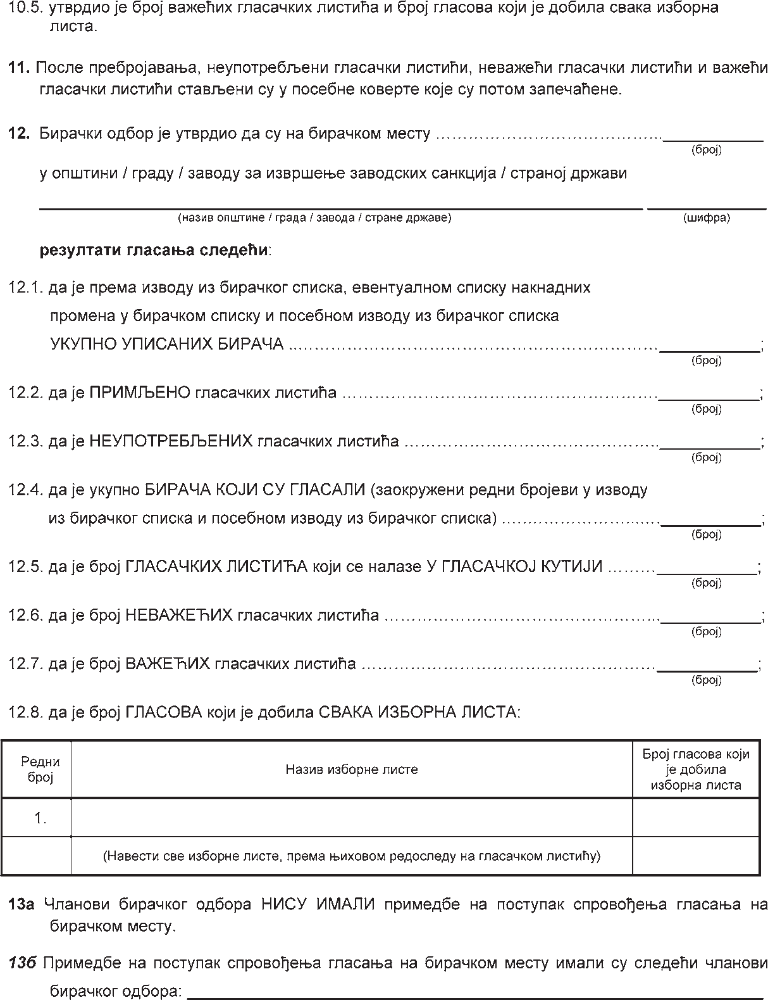 10.5. утврдио је број важећих гласачких листића и број гласова који је добила свака изборна
листа.
11. После пребројавања, неупотребљени гласачки листићи, неважећи гласачки листићи и важећи
гласачки листићи стављени су у посебне коверте које су потом запечаћене.
12. Бирачки одбор је утврдио да су на бирачком месту …………………………………...___________
(број)
у општини / граду / заводу за извршење заводских санкција / страној држави
(назив општине / града / завода / стране државе) (шифра)
резултати гласања следећи:
12.1. да је према изводу из бирачког списка, евентуалном списку накнадних
промена у бирачком списку и посебном изводу из бирачког списка
УКУПНО УПИСАНИХ БИРАЧА ..…………………………………………………………___________;
(број)
12.2. да је ПРИМЉЕНО гласачких листића ………………………………………………….___________;
(број)
12.3. да је НЕУПОТРЕБЉЕНИХ гласачких листића ………………………………………..___________;
(број)
12.4. да је укупно БИРАЧА КОЈИ СУ ГЛАСАЛИ (заокружени редни бројеви у изводу
из бирачког списка и посебном изводу из бирачког списка) ….………………..…..___________;
(број)
12.5. да је број ГЛАСАЧКИХ ЛИСТИЋА који се налазе У ГЛАСАЧКОЈ КУТИЈИ ………___________;
(број)
12.6. да је број НЕВАЖЕЋИХ гласачких листића …………………………………………...___________;
(број)
12.7. да је број ВАЖЕЋИХ гласачких листића ………………………………………………___________;
(број)
12.8. да је број ГЛАСОВА који је добила СВАКА ИЗБОРНА ЛИСТА:
Редни
број
Назив изборне листе
Број гласова који
је добила
изборна листа
1.
(Навести све изборне листе, према њиховом редоследу на гласачком листићу)
13а Чланови бирачког одбора НИСУ ИМАЛИ примедбе на поступак спровођења гласања на
бирачком месту.
13б Примедбе на поступак спровођења гласања на бирачком месту имали су следећи чланови
бирачког одбора: ___________